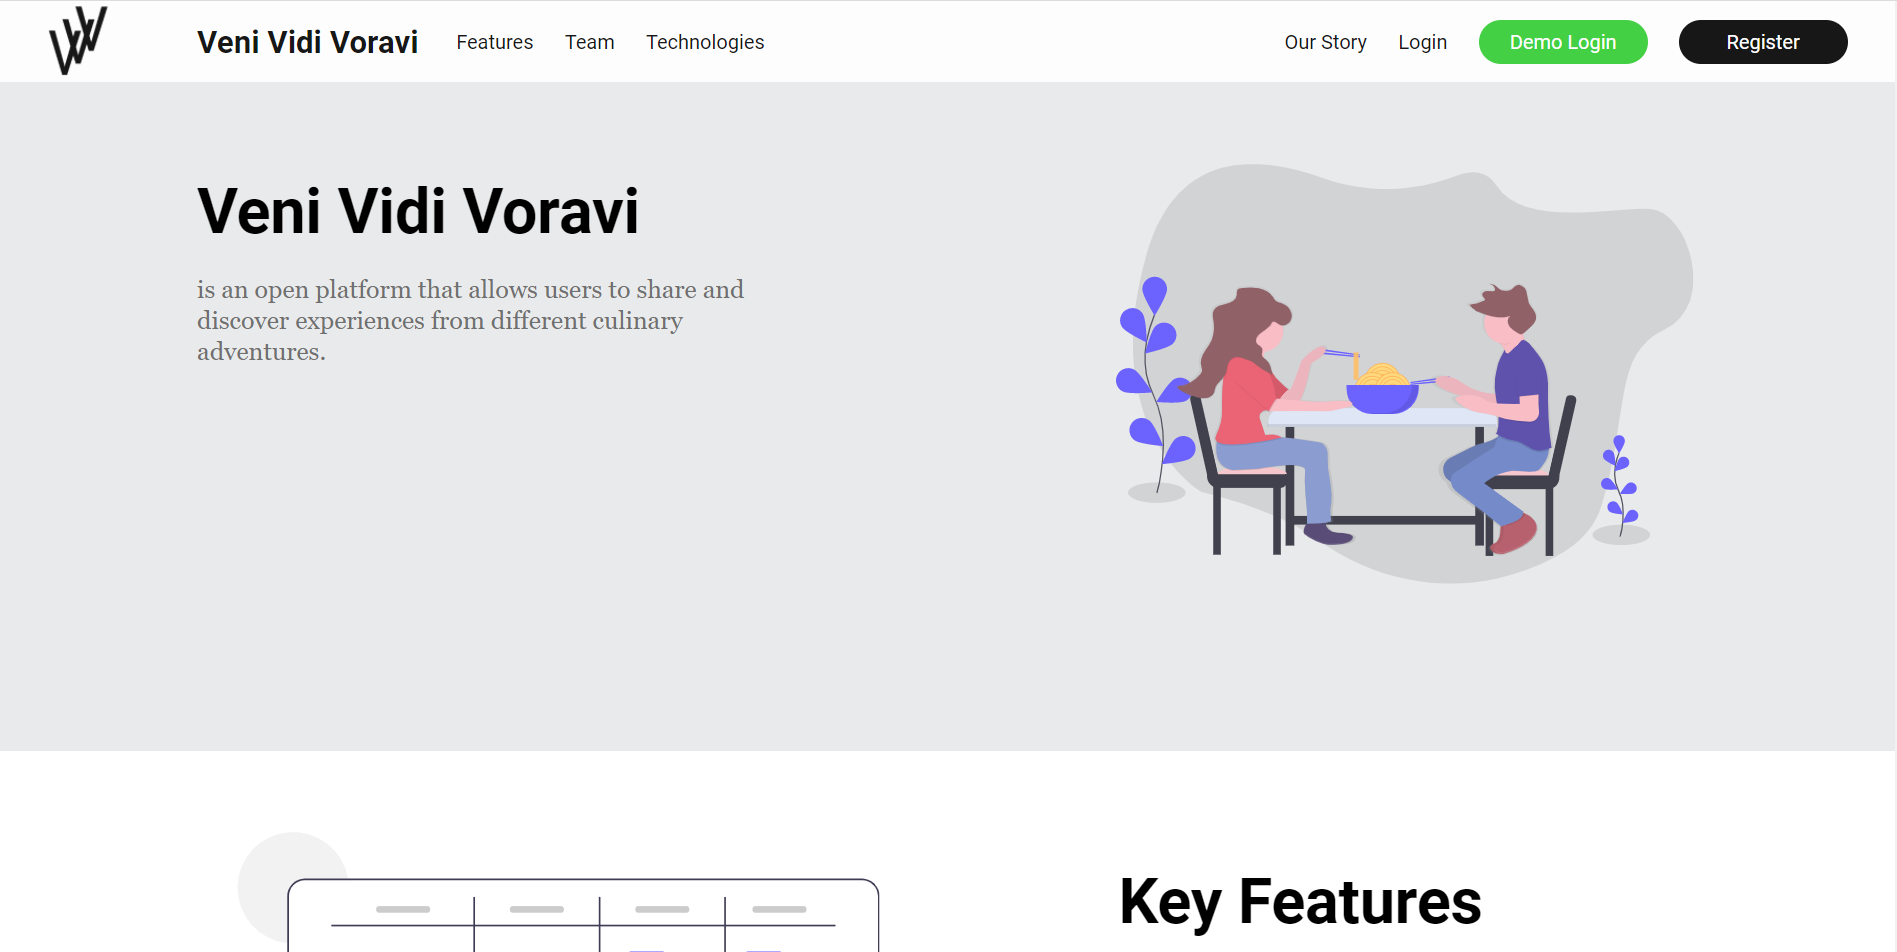 Veni Vidi Voravi Features Team Technologies Our Story Login Demo Login Register
Veni Vidi Voravi
is an open platform that allows users to share and
discover experiences from different culinary
adventures.
Key Features